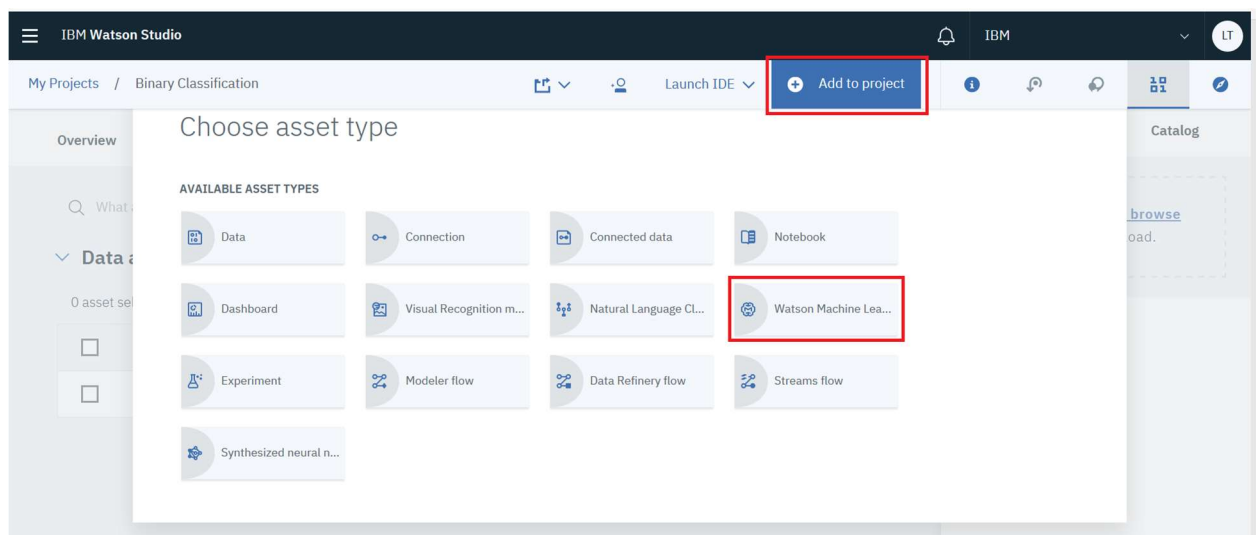 IBM Watson Studio
IBM
LT
My Projects / Binary Classification
Launch IDE
Add to project
Choose asset type
Overview
Catalog
AVAILABLE ASSET TYPES
What
browse
Data
Connection
Connected data
Notebook
oad.
Data a
0 asset sel
Dashboard
Visual Recognition m...
Natural Language Cl...
Watson Machine Lea...
Experiment
Modeler flow
Data Refinery flow
Streams flow
Synthesized neural n...